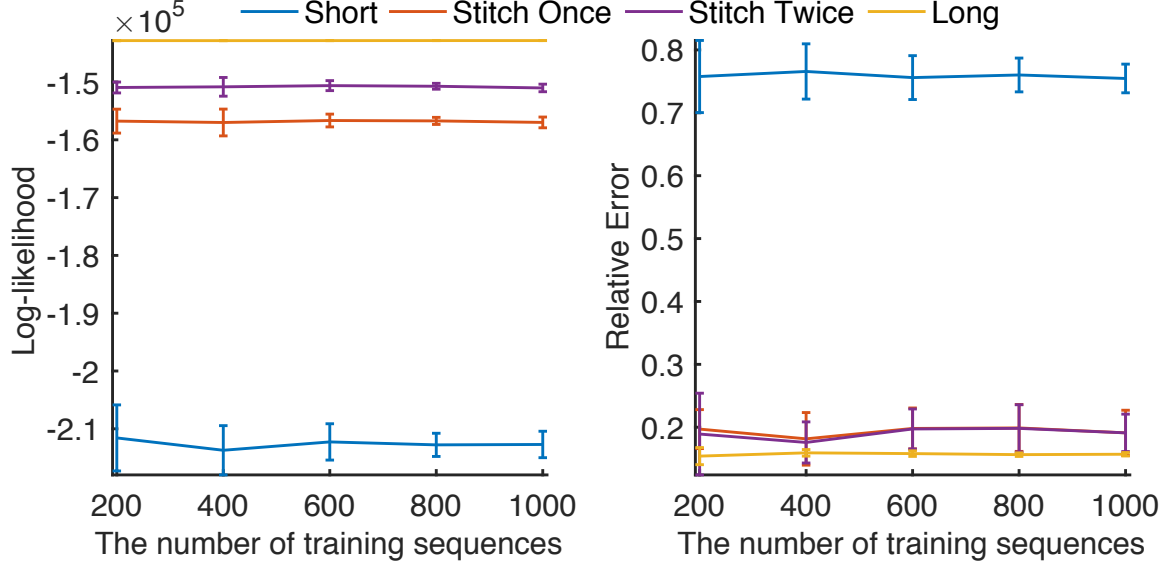 ×10⁵
Short
Stitch Once
Stitch Twice
Long
Log-likelihood
-1.5
-1.6
-1.7
-1.8
-1.9
-2
-2.1
200 400 600 800 1000
The number of training sequences
Relative Error
0.8
0.7
0.6
0.5
0.4
0.3
0.2
200 400 600 800 1000
The number of training sequences